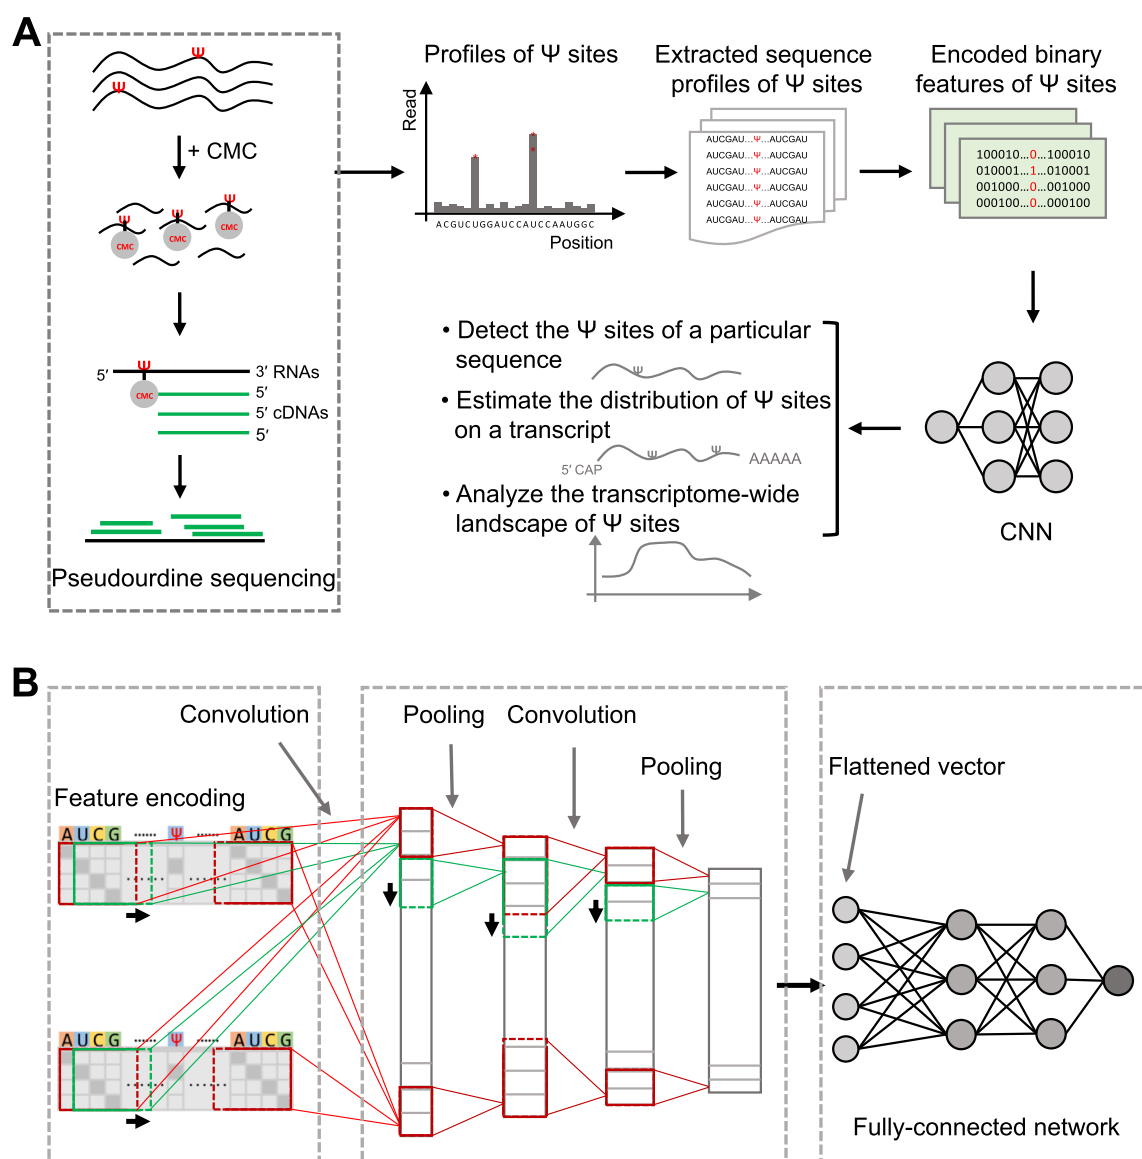 A
Ψ
Ψ
+ CMC
Ψ Ψ Ψ
CMC CMC CMC
Ψ
5′ 3′ RNAs
CMC
5′
5′ cDNAs
5′
Pseudourdine sequencing
Profiles of Ψ sites
Read
*
*
*
ACGUCUGGAUCCAUCCAAUGGC
Position
Extracted sequence
profiles of Ψ sites
AUCGAU...Ψ...AUCGAU
AUCGAU...Ψ...AUCGAU
AUCGAU...Ψ...AUCGAU
AUCGAU...Ψ...AUCGAU
AUCGAU...Ψ...AUCGAU
AUCGAU...Ψ...AUCGAU
Encoded binary
features of Ψ sites
100010...0...100010
010001...1...010001
001000...0...001000
000100...0...000100
CNN
• Detect the Ψ sites of a particular
sequence
Ψ
• Estimate the distribution of Ψ sites
on a transcript
Ψ Ψ
5′ CAP AAAAA
• Analyze the transcriptome-wide
landscape of Ψ sites
B
Convolution
Feature encoding
A U C G ...... Ψ ...... A U C G
...... ......
A U C G ...... Ψ ...... A U C G
...... ......
Pooling
Convolution
Pooling
Flattened vector
Fully-connected network